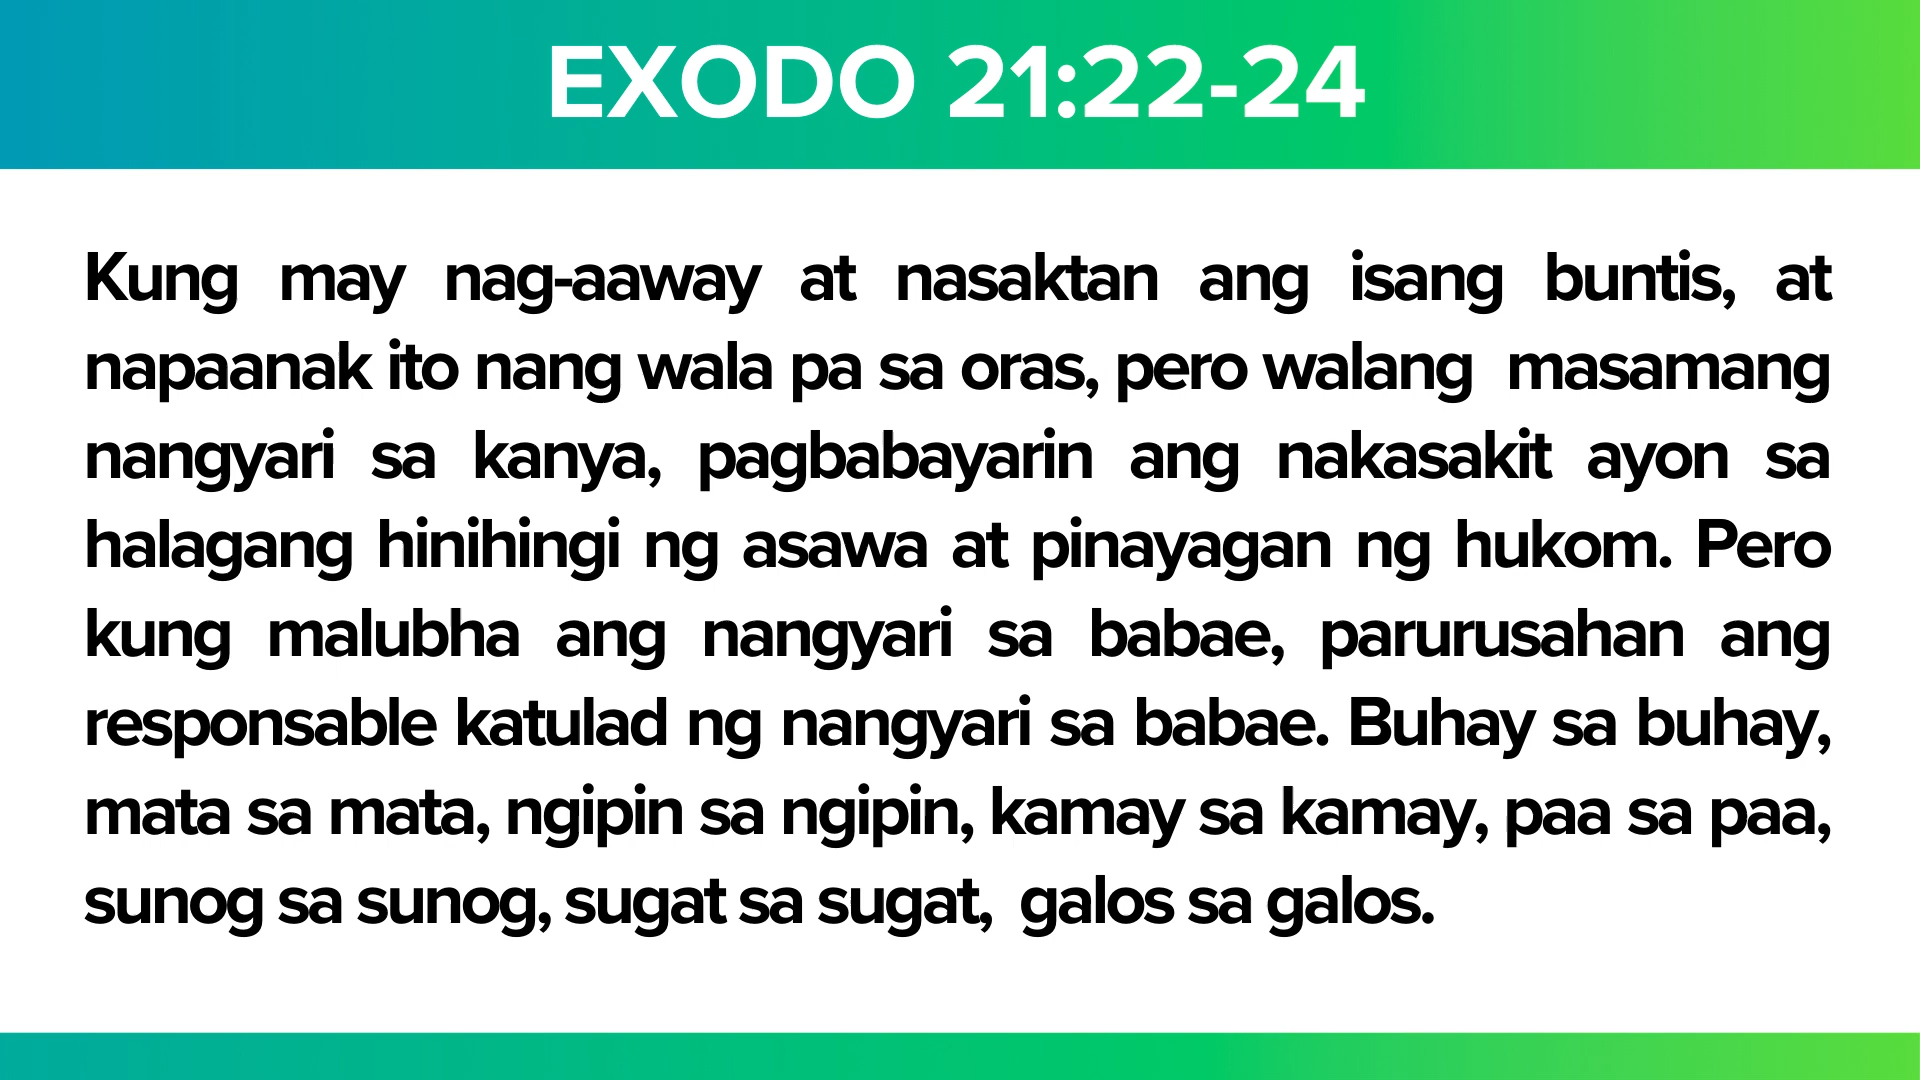 EXODO 21:22-24
Kung may nag-aaway at nasaktan ang isang buntis, at
napaanak ito nang wala pa sa oras, pero walang masamang
nangyari sa kanya, pagbabayarin ang nakasakit ayon sa
halagang hinihingi ng asawa at pinayagan ng hukom. Pero
kung malubha ang nangyari sa babae, parurusahan ang
responsable katulad ng nangyari sa babae. Buhay sa buhay,
mata sa mata, ngipin sa ngipin, kamay sa kamay, paa sa paa,
sunog sa sunog, sugat sa sugat, galos sa galos.